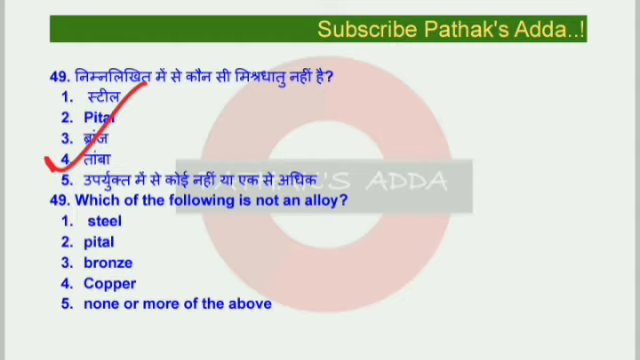 Subscribe Pathak's Adda..!
49. निम्नलिखित में से कौन सी मिश्रधातु नहीं है?
1. स्टील
2. Pital
3. ब्रांज
4. तांबा
5. उपर्युक्त में से कोई नहीं या एक से अधिक
PATHAK'S ADDA
49. Which of the following is not an alloy?
1. steel
2. pital
3. bronze
4. Copper
5. none or more of the above